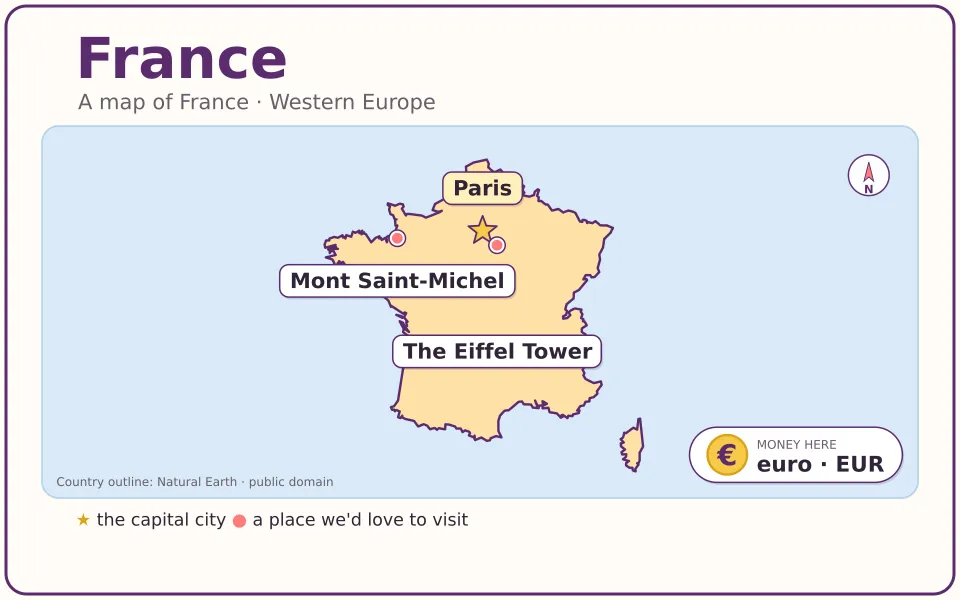 France
A map of France · Western Europe
Paris
N
Mont Saint-Michel
The Eiffel Tower
€
MONEY HERE
euro · EUR
Country outline: Natural Earth · public domain
★ the capital city ● a place we'd love to visit